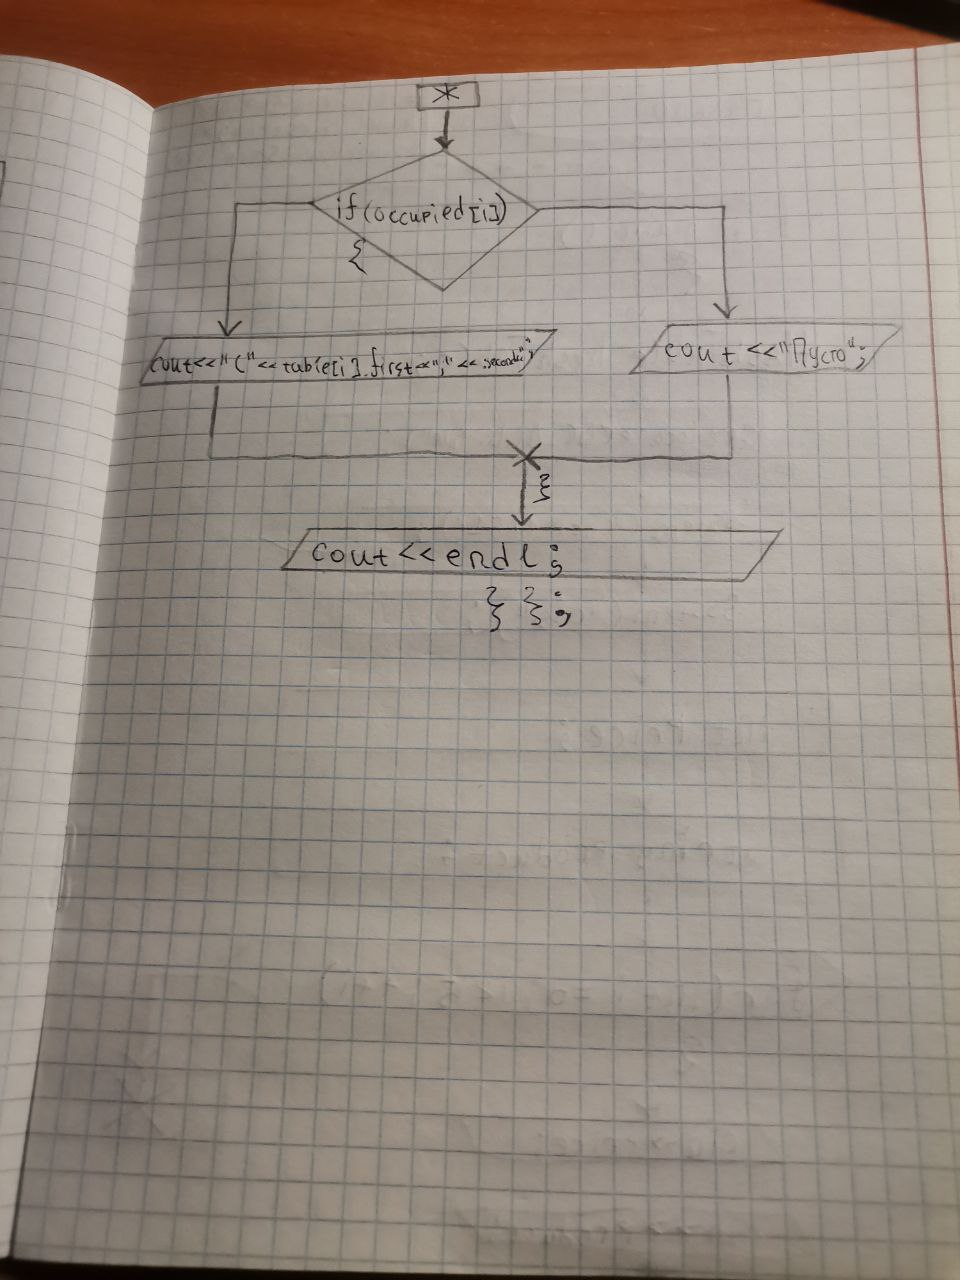 *
if(occupied[i])
{
cout<<"("<<table[i].first<<","<<.second
cout<<"Пусто";
}
cout<<endl;
} };